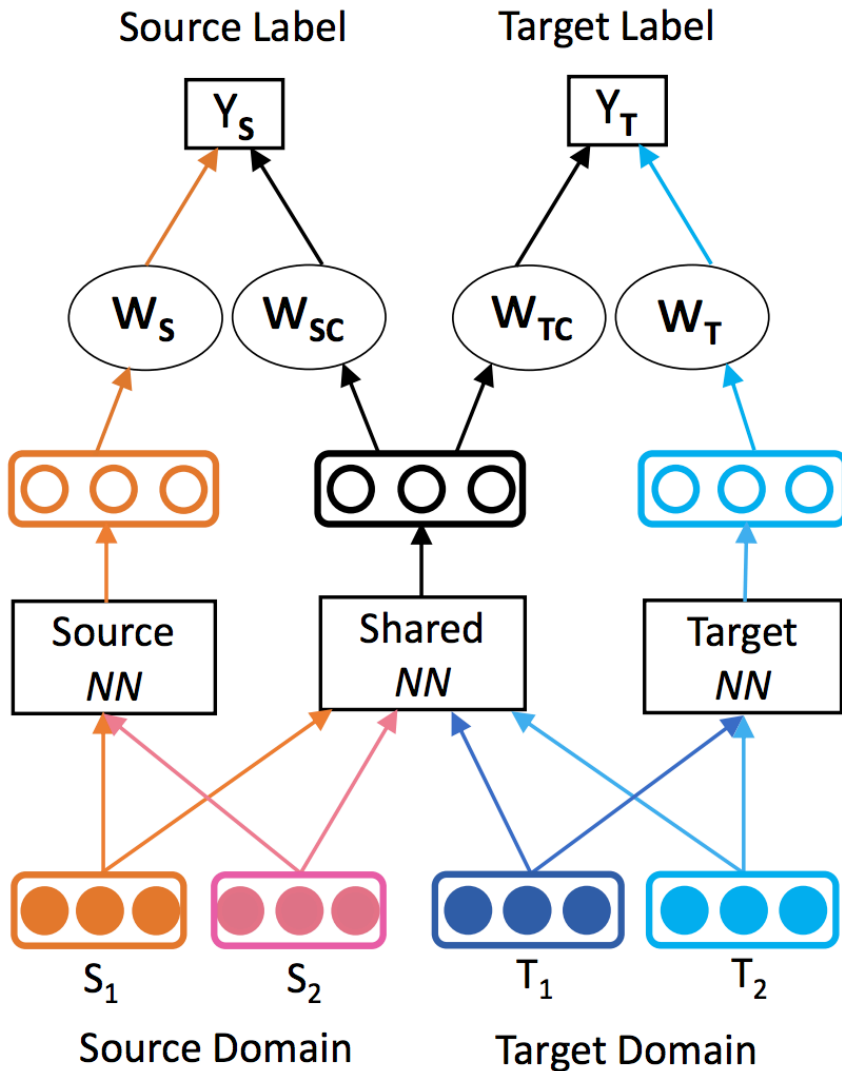 Source Label Target Label
Y_S Y_T
W_S W_SC W_TC W_T
Source NN Shared NN Target NN
S_1 S_2 T_1 T_2
Source Domain Target Domain